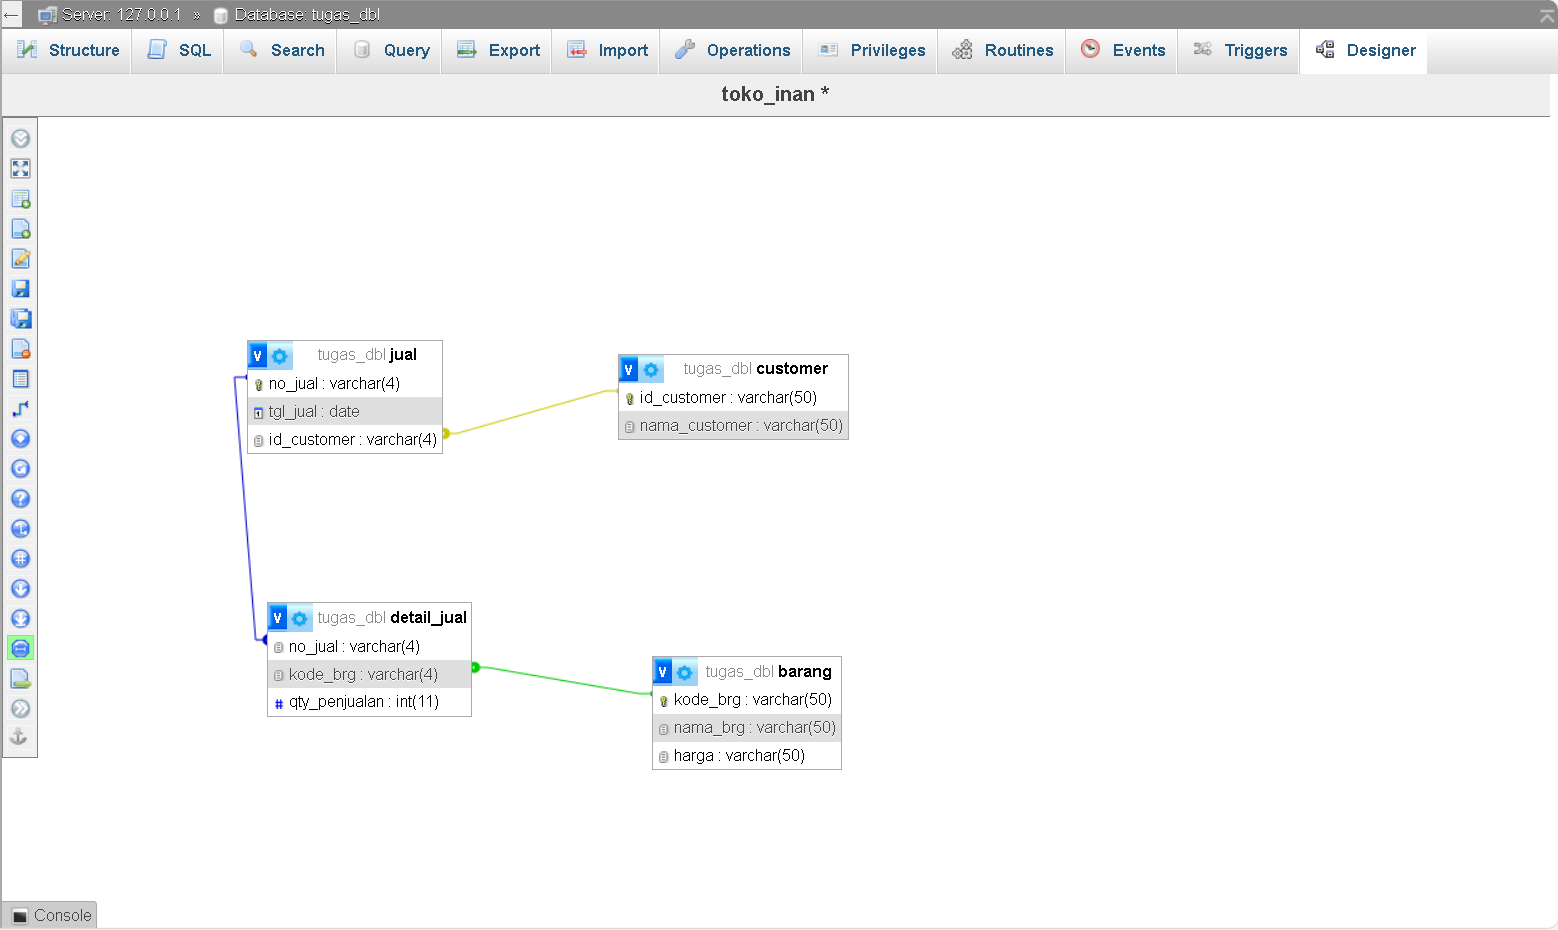 Server: 127.0.0.1 » Database: tugas_dbl
Structure SQL Search Query Export Import Operations Privileges Routines Events Triggers Designer
toko_inan *
v tugas_dbl jual
no_jual : varchar(4)
tgl_jual : date
id_customer : varchar(4)
v tugas_dbl customer
id_customer : varchar(50)
nama_customer : varchar(50)
v tugas_dbl detail_jual
no_jual : varchar(4)
kode_brg : varchar(4)
# qty_penjualan : int(11)
v tugas_dbl barang
kode_brg : varchar(50)
nama_brg : varchar(50)
harga : varchar(50)
Console